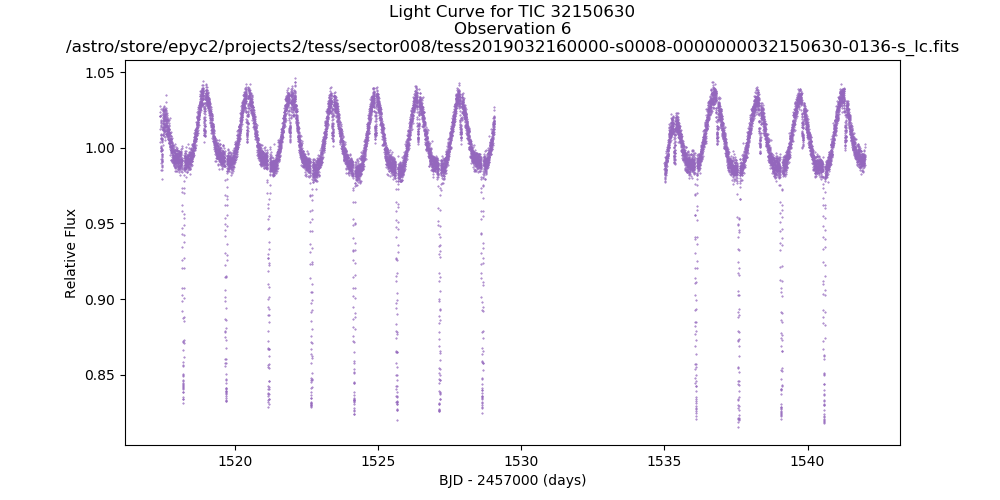 Light Curve for TIC 32150630
Observation 6
/astro/store/epyc2/projects2/tess/sector008/tess2019032160000-s0008-0000000032150630-0136-s_lc.fits
1.05
1.00
0.95
0.90
0.85
Relative Flux
1520
1525
1530
1535
1540
BJD - 2457000 (days)